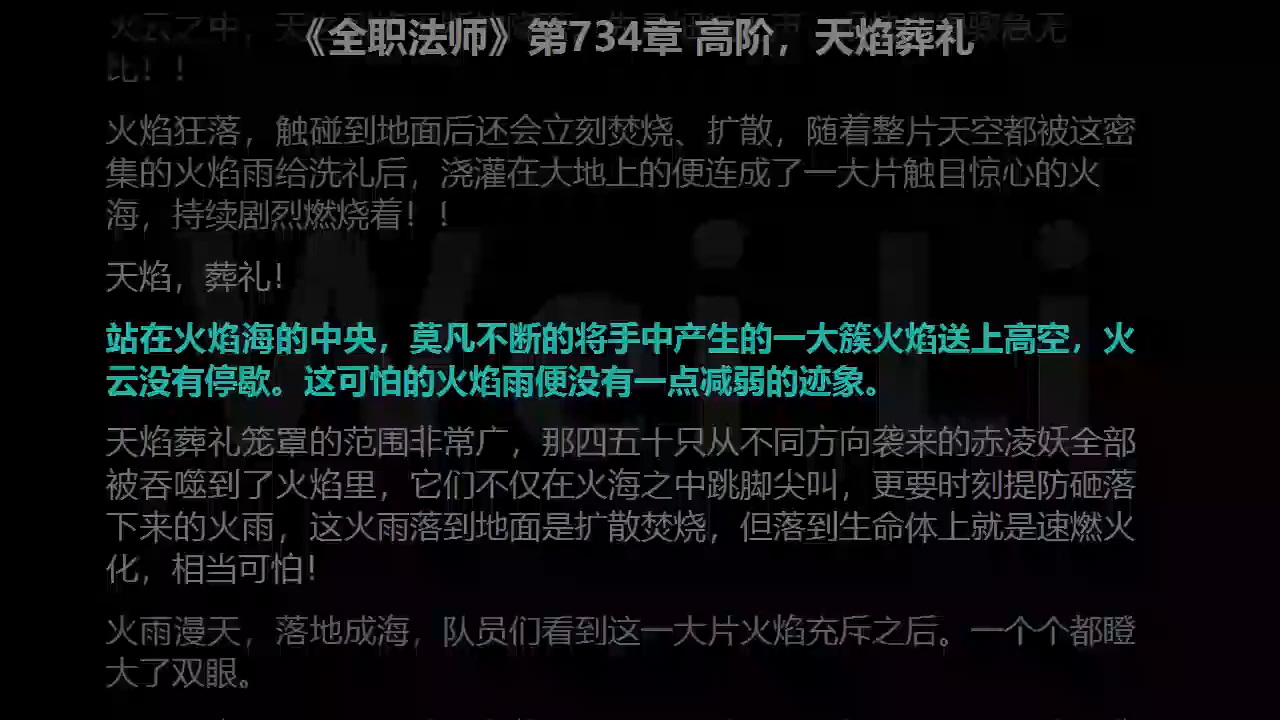 《全职法师》第734章 高阶，天焰葬礼
火云之中，天
比！！
火焰狂落，触碰到地面后还会立刻焚烧、扩散，随着整片天空都被这密
集的火焰雨给洗礼后，浇灌在大地上的便连成了一大片触目惊心的火
海，持续剧烈燃烧着！！
天焰，葬礼！
站在火焰海的中央，莫凡不断的将手中产生的一大簇火焰送上高空，火
云没有停歇。这可怕的火焰雨便没有一点减弱的迹象。
天焰葬礼笼罩的范围非常广，那四五十只从不同方向袭来的赤凌妖全部
被吞噬到了火焰里，它们不仅在火海之中跳脚尖叫，更要时刻提防砸落
下来的火雨，这火雨落到地面是扩散焚烧，但落到生命体上就是速燃火
化，相当可怕！
火雨漫天，落地成海，队员们看到这一大片火焰充斥之后。一个个都瞪
大了双眼。
Wei Li